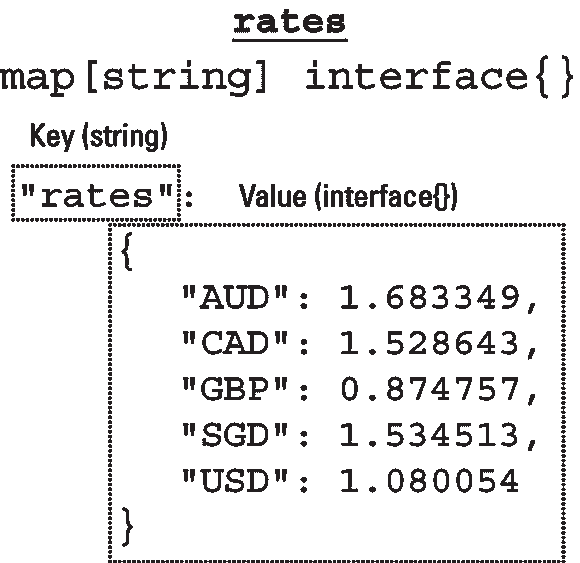 rates
map[string] interface{}
Key (string)
"rates": Value (interface{})
{
"AUD": 1.683349,
"CAD": 1.528643,
"GBP": 0.874757,
"SGD": 1.534513,
"USD": 1.080054
}